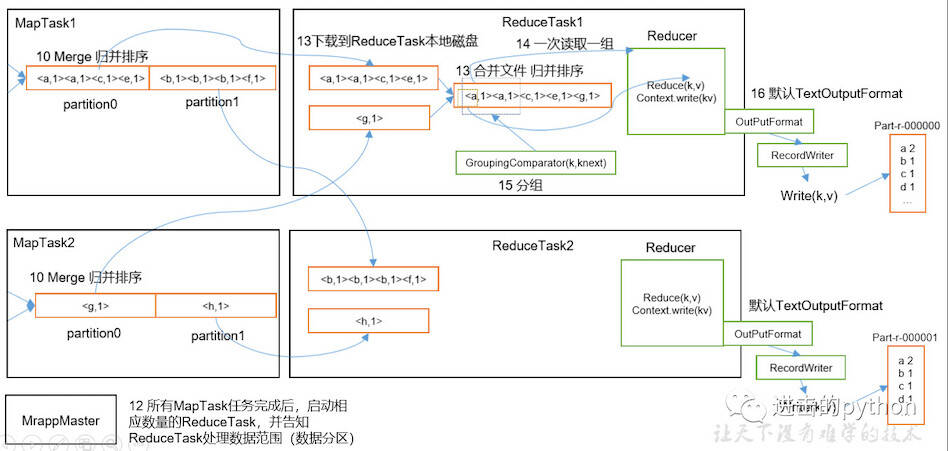 MapTask1
10 Merge 归并排序
<a,1><a,1><c,1><e,1>
<b,1><b,1><b,1><f,1>
partition0
partition1
ReduceTask1
13下载到ReduceTask本地磁盘
<a,1><a,1><c,1><e,1>
<g,1>
13 合并文件 归并排序
<a,1><a,1><c,1><e,1><g,1>
GroupingComparator(k,knext)
15 分组
14 一次读取一组
Reducer
Reduce(k,v)
Context.write(kv)
16 默认TextOutputFormat
OutPutFormat
RecordWriter
Write(k,v)
Part-r-000000
a 2
b 1
c 1
d 1
...
MapTask2
10 Merge 归并排序
<g,1>
<h,1>
partition0
partition1
ReduceTask2
<b,1><b,1><b,1><f,1>
<h,1>
Reducer
Reduce(k,v)
Context.write(kv)
默认TextOutputFormat
OutPutFormat
RecordWriter
Part-r-000001
a 2
b 1
c 1
d 1
MrappMaster
12 所有MapTask任务完成后，启动相
应数量的ReduceTask，并告知
ReduceTask处理数据范围（数据分区）
进击的python
让天下没有难学的技术